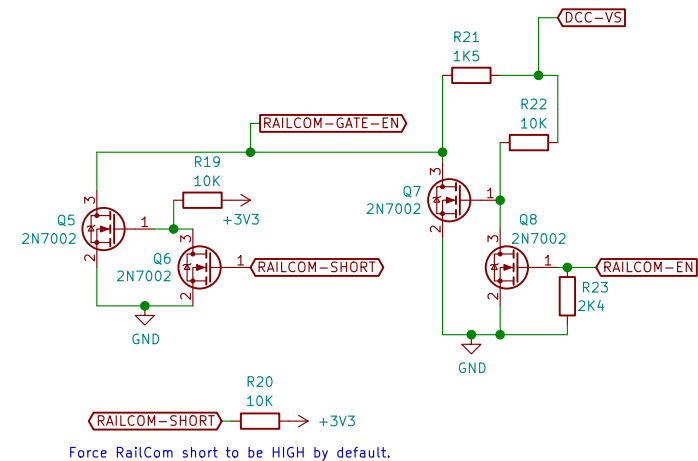 DCC-VS
R21
1K5
R22
10K
RAILCOM-GATE-EN
R19
10K
3
3
Q7
2N7002
1
2
+3V3
3
Q5
2N7002
1
2
Q6
2N7002
3
1
RAILCOM-SHORT
2
Q8
2N7002
1
RAILCOM-EN
2
R23
2K4
GND
GND
R20
10K
RAILCOM-SHORT
+3V3
Force RailCom short to be HIGH by default.